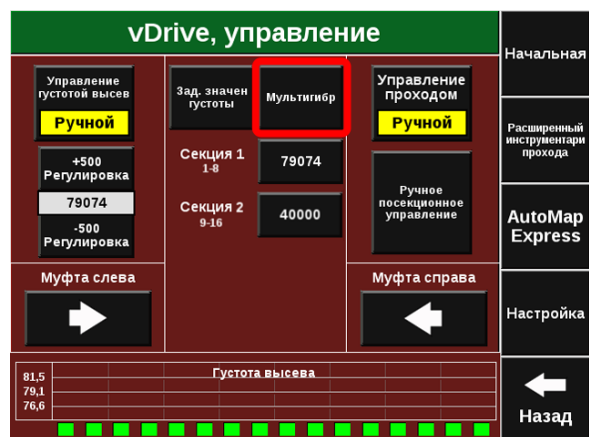 vDrive, управление
Управление
густотой высев
Ручной
+500
Регулировка
79074
-500
Регулировка
Муфта слева
Зад. значен
густоты
Мультигибр
Секция 1
1-8
79074
Секция 2
9-16
40000
Управление
проходом
Ручной
Ручное
посекционное
управление
Муфта справа
Густота высева
81,5
79,1
76,6
Начальная
Расширенный
инструментари
прохода
AutoMap
Express
Настройка
Назад